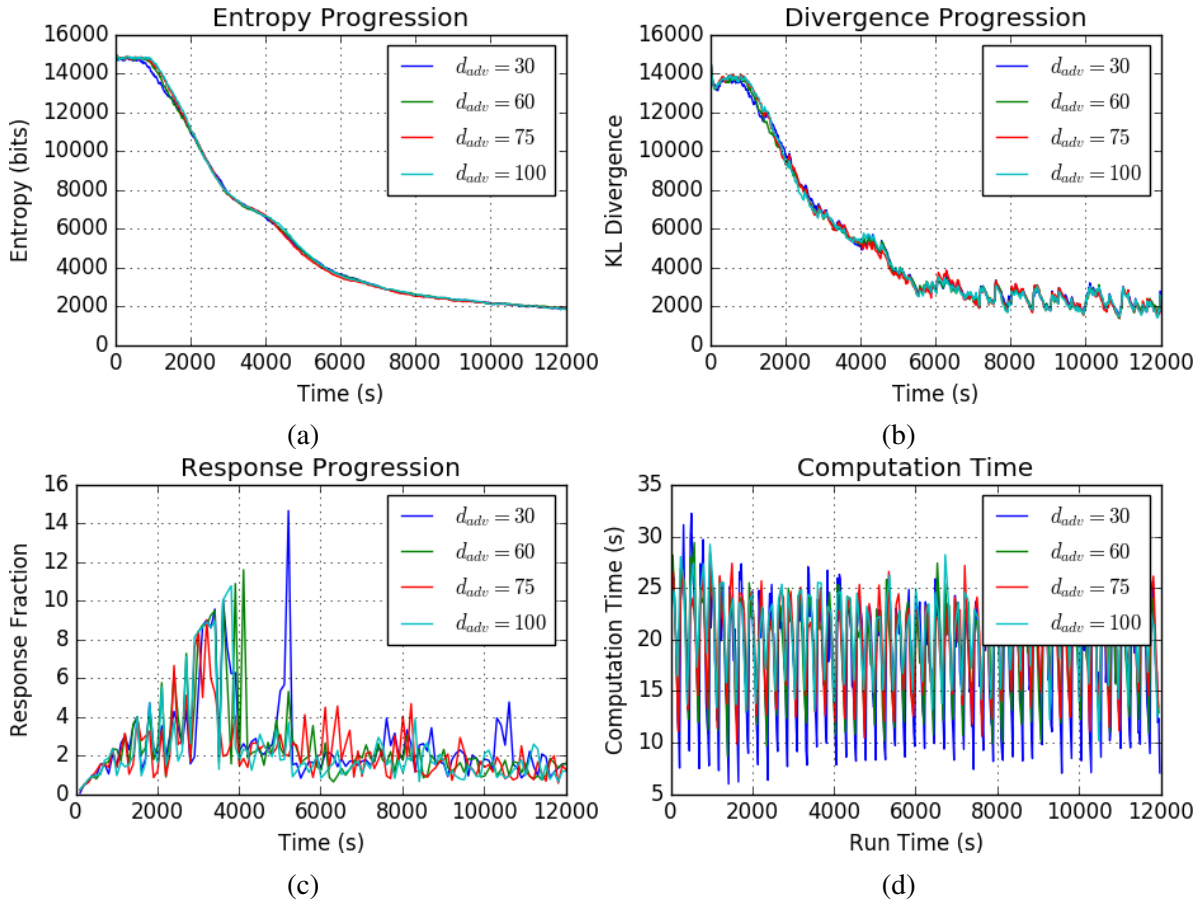 Entropy Progression
16000
14000
12000
10000
8000
6000
4000
2000
0
Entropy (bits)
d_adv = 30
d_adv = 60
d_adv = 75
d_adv = 100
0 2000 4000 6000 8000 10000 12000
Time (s)
(a)
Divergence Progression
16000
14000
12000
10000
8000
6000
4000
2000
0
KL Divergence
d_adv = 30
d_adv = 60
d_adv = 75
d_adv = 100
0 2000 4000 6000 8000 10000 12000
Time (s)
(b)
Response Progression
16
14
12
10
8
6
4
2
0
Response Fraction
d_adv = 30
d_adv = 60
d_adv = 75
d_adv = 100
0 2000 4000 6000 8000 10000 12000
Time (s)
(c)
Computation Time
35
30
25
20
15
10
5
Computation Time (s)
d_adv = 30
d_adv = 60
d_adv = 75
d_adv = 100
0 2000 4000 6000 8000 10000 12000
Run Time (s)
(d)